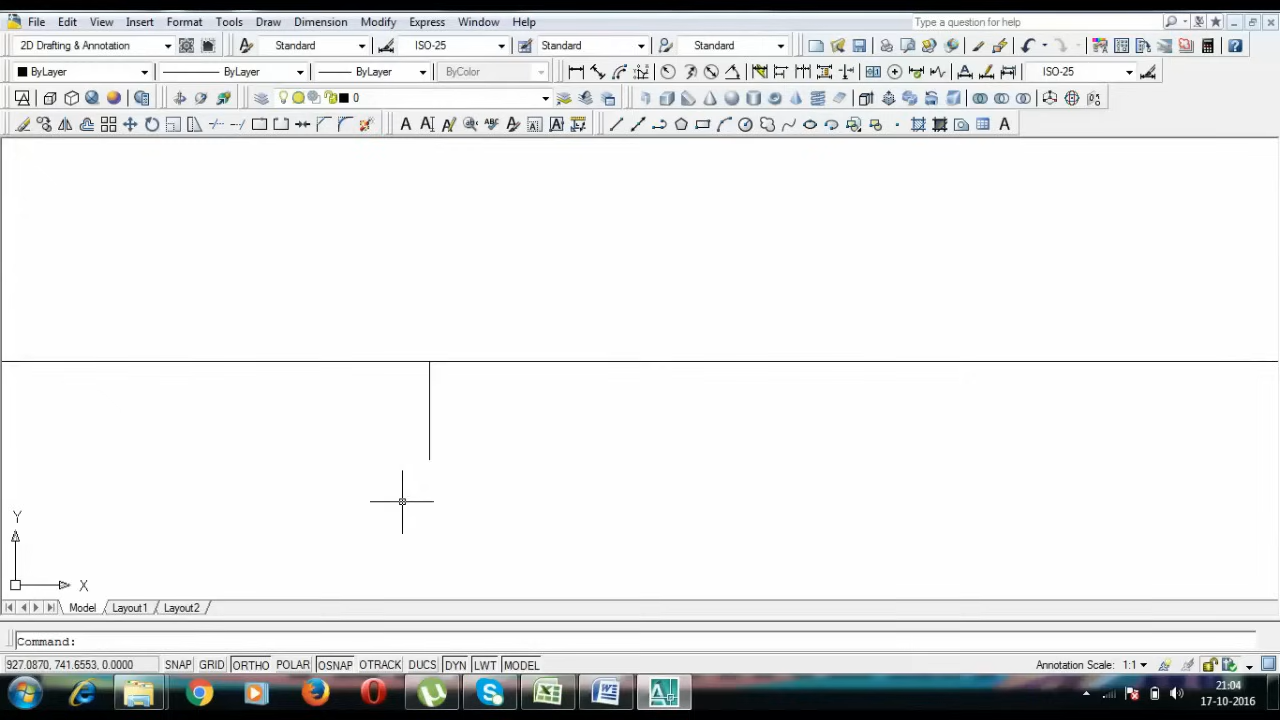 File Edit View Insert Format Tools Draw Dimension Modify Express Window Help Type a question for help
2D Drafting & Annotation Standard ISO-25 Standard Standard
ByLayer ByLayer ByLayer ByColor ISO-25
0
Y
X
Model Layout1 Layout2
Command:
927.0870, 741.6553, 0.0000 SNAP GRID ORTHO POLAR OSNAP OTRACK DUCS DYN LWT MODEL Annotation Scale: 1:1
21:04
17-10-2016